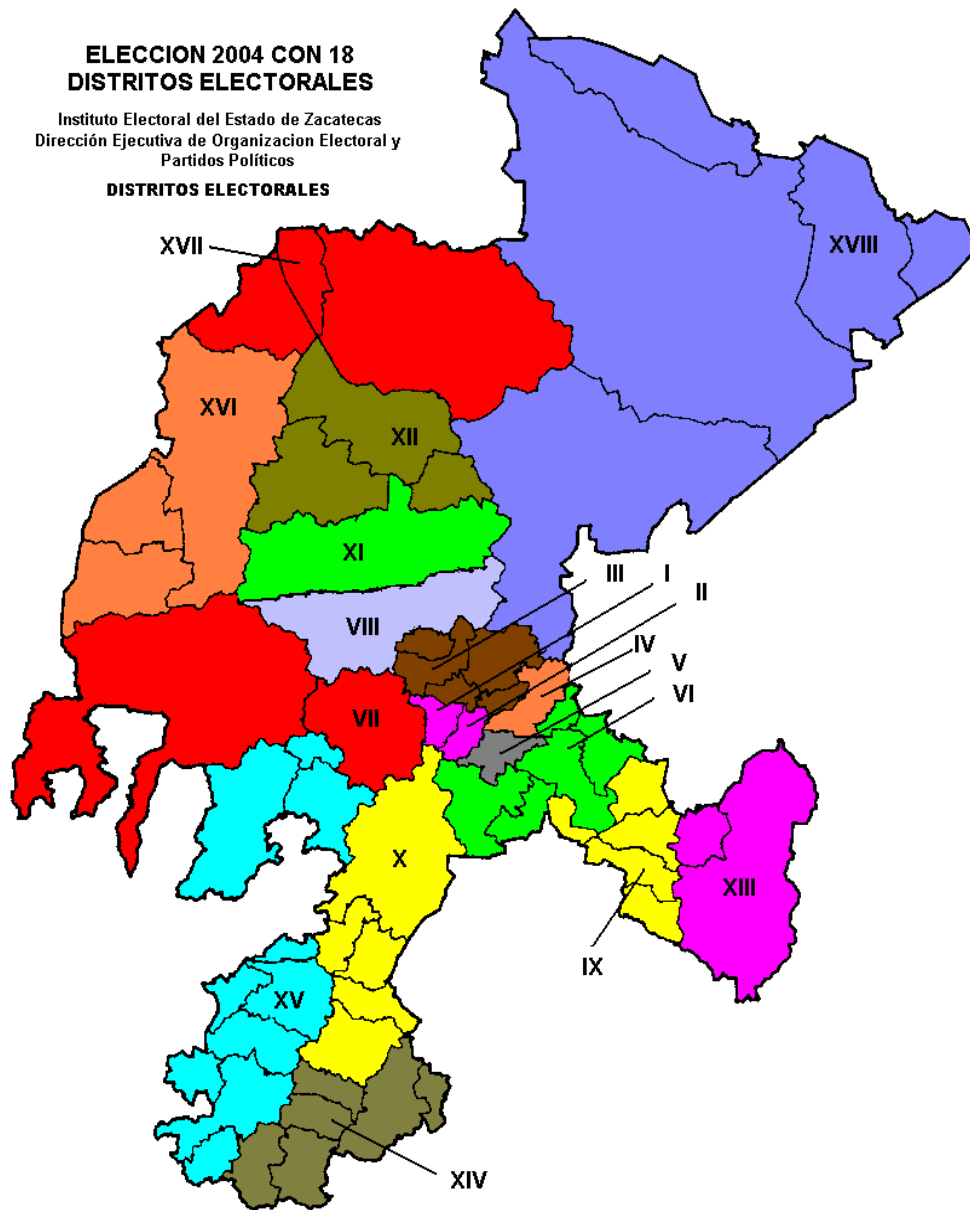 ELECCION 2004 CON 18
DISTRITOS ELECTORALES
Instituto Electoral del Estado de Zacatecas
Dirección Ejecutiva de Organizacion Electoral y
Partidos Políticos
DISTRITOS ELECTORALES
XVII
XVIII
XVI
XII
XI
III
I
II
VIII
IV
V
VI
VII
X
XIII
IX
XV
XIV